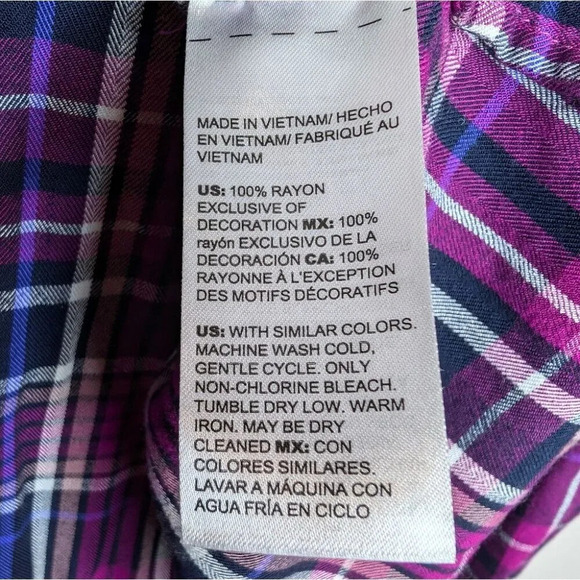 MADE IN VIETNAM/ HECHO
EN VIETNAM/ FABRIQUÉ AU
VIETNAM
US: 100% RAYON
EXCLUSIVE OF
DECORATION MX: 100%
rayón EXCLUSIVO DE LA
DECORACIÓN CA: 100%
RAYONNE À L'EXCEPTION
DES MOTIFS DÉCORATIFS
US: WITH SIMILAR COLORS.
MACHINE WASH COLD,
GENTLE CYCLE. ONLY
NON-CHLORINE BLEACH.
TUMBLE DRY LOW. WARM
IRON. MAY BE DRY
CLEANED MX: CON
COLORES SIMILARES.
LAVAR A MÁQUINA CON
AGUA FRÍA EN CICLO